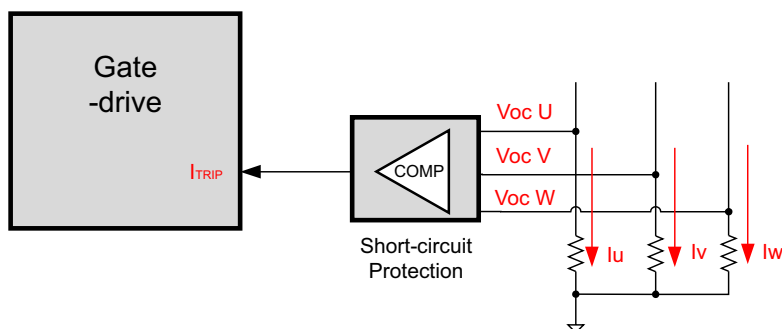 Gate
-drive
ITRIP
COMP
Short-circuit
Protection
Voc U
Voc V
Voc W
Iu
Iv
Iw